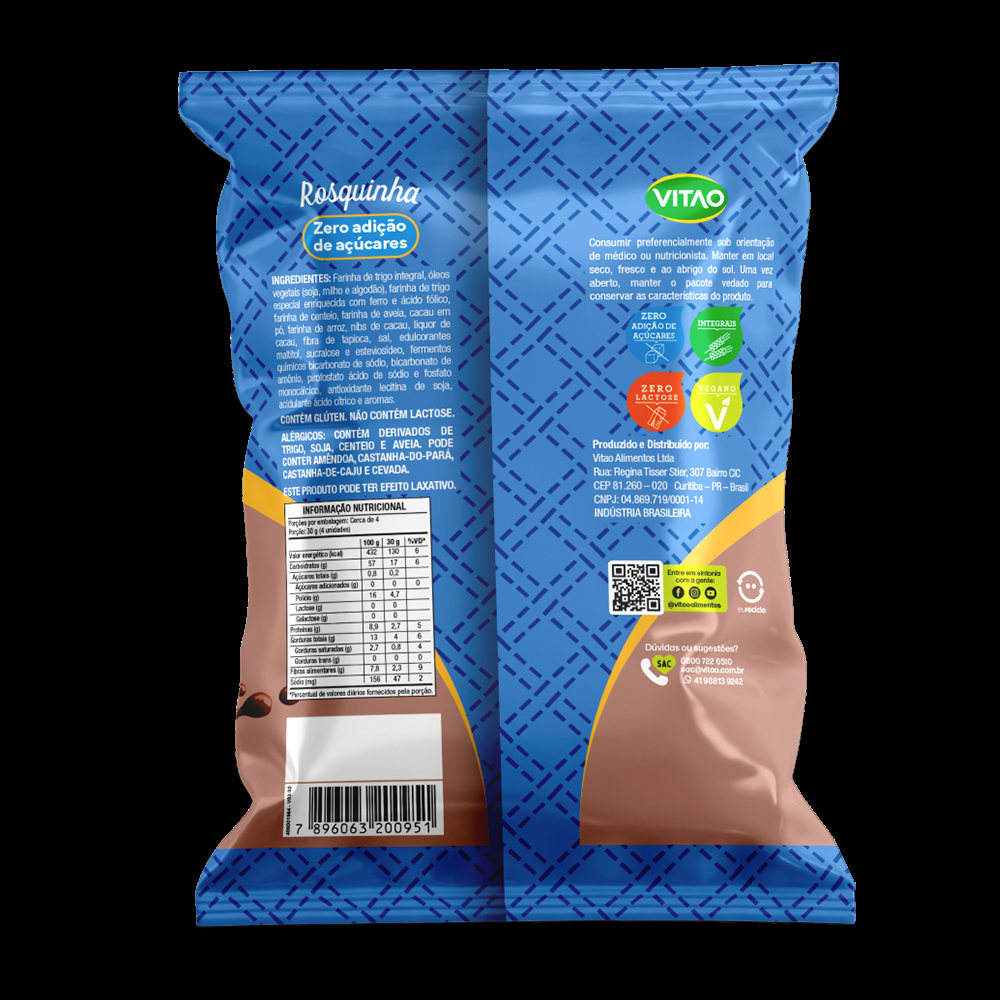 Rosquinha
Zero adição
de açúcares
INGREDIENTES: Farinha de trigo integral, óleos
vegetais (soja, milho e algodão), farinha de trigo
especial enriquecida com ferro e ácido fólico,
farinha de centeio, farinha de aveia, cacau em
pó, farinha de arroz, nibs de cacau, liquor de
cacau, fibra de tapioca, sal, edulcorantes
maltitol, sucralose e esteviosídeo, fermentos
químicos bicarbonato de sódio, bicarbonato de
amônio, pirofosfato ácido de sódio e fosfato
monocálcico, antioxidante lecitina de soja,
acidulante ácido cítrico e aromas.
CONTÉM GLÚTEN. NÃO CONTÉM LACTOSE.
ALÉRGICOS: CONTÉM DERIVADOS DE
TRIGO, SOJA, CENTEIO E AVEIA. PODE
CONTER AMÊNDOA, CASTANHA-DO-PARÁ,
CASTANHA-DE-CAJU E CEVADA.
ESTE PRODUTO PODE TER EFEITO LAXATIVO.
INFORMAÇÃO NUTRICIONAL
Porções por embalagem: Cerca de 4
Porção: 30 g (4 unidades)
100 g 30 g %VD*
Valor energético (kcal) 432 130 6
Carboidratos (g) 57 17 6
Açúcares totais (g) 0,8 0,2
Açúcares adicionados (g) 0 0 0
Polióis (g) 16 4,7
Lactose (g) 0 0
Galactose (g) 0 0
Proteínas (g) 8,9 2,7 5
Gorduras totais (g) 13 4 6
Gorduras saturadas (g) 2,7 0,8 4
Gorduras trans (g) 0 0 0
Fibras alimentares (g) 7,8 2,3 9
Sódio (mg) 156 47 2
*Percentual de valores diários fornecidos pela porção.
7 896063 200951
VITAO
Consumir preferencialmente sob orientação
de médico ou nutricionista. Manter em local
seco, fresco e ao abrigo do sol. Uma vez
aberto, manter o pacote vedado para
conservar as características do produto.
ZERO
ADIÇÃO DE
AÇÚCARES
INTEGRAIS
ZERO
LACTOSE
VEGANO
V
Produzido e Distribuído por:
Vitao Alimentos Ltda
Rua: Regina Tisser Stier, 307 Bairro CIC
CEP 81.260 – 020 Curitiba – PR – Brasil
CNPJ: 04.869.719/0001-14
INDÚSTRIA BRASILEIRA
Entre em sintonia
com a gente:
@vitaoalimentos
eureciclo
Dúvidas ou sugestões?
SAC
0800 722 6510
sac@vitao.com.br
41 98813 9242